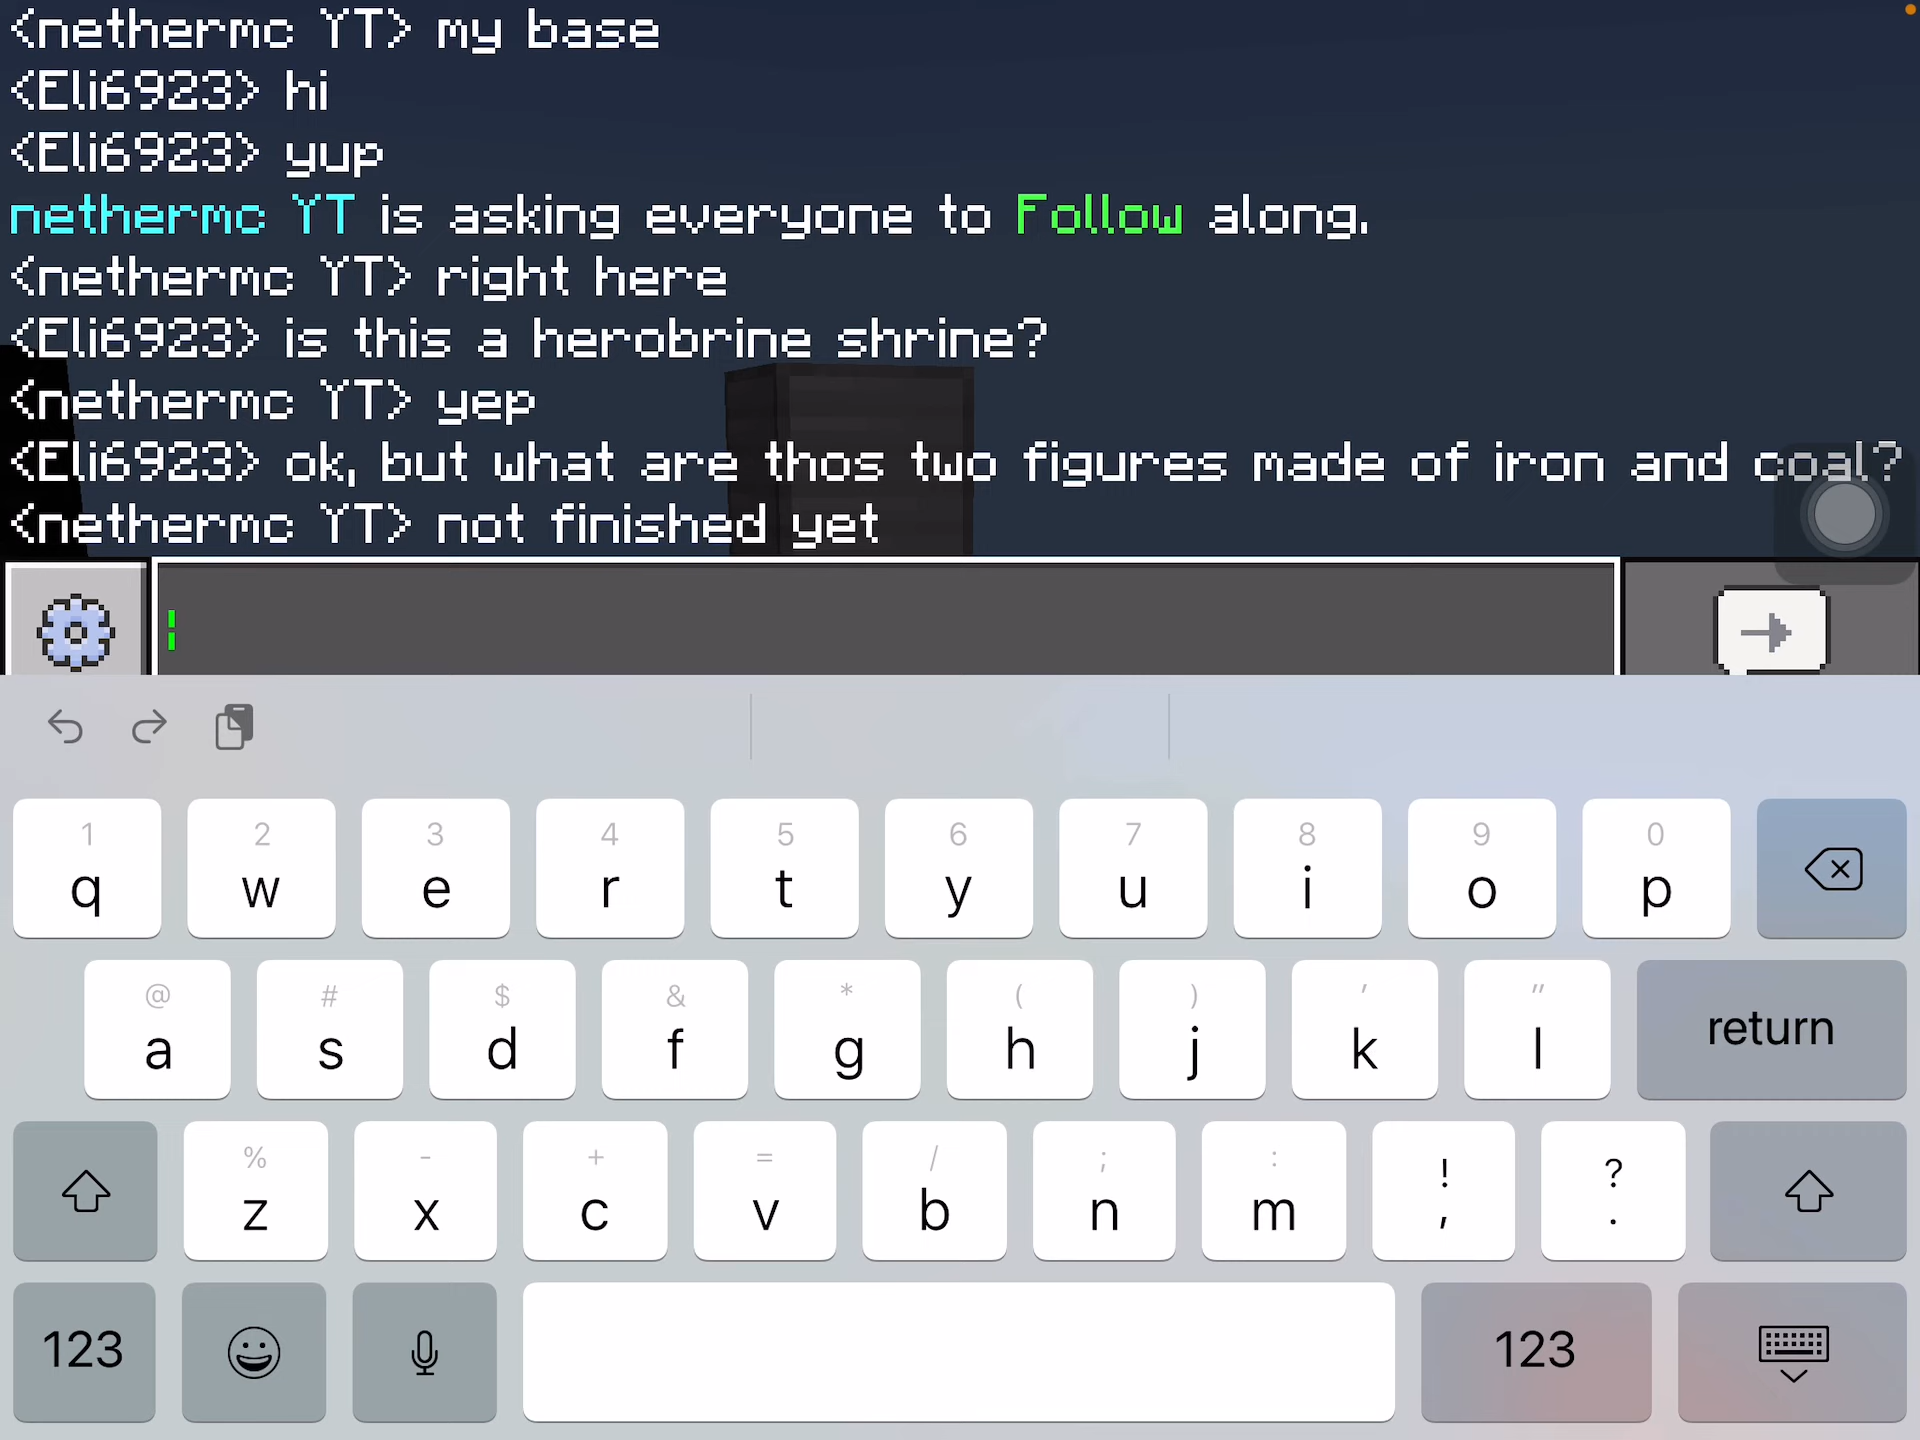 <nethermc YT> my base
<Eli6923> hi
<Eli6923> yup
nethermc YT is asking everyone to Follow along.
<nethermc YT> right here
<Eli6923> is this a herobrine shrine?
<nethermc YT> yep
<Eli6923> ok, but what are thos two figures made of iron and coal?
<nethermc YT> not finished yet
1 2 3 4 5 6 7 8 9 0
q w e r t y u i o p
@ # $ & * ( ) ' "
a s d f g h j k l return
% - + = / ; : ! ?
z x c v b n m , .
123 123